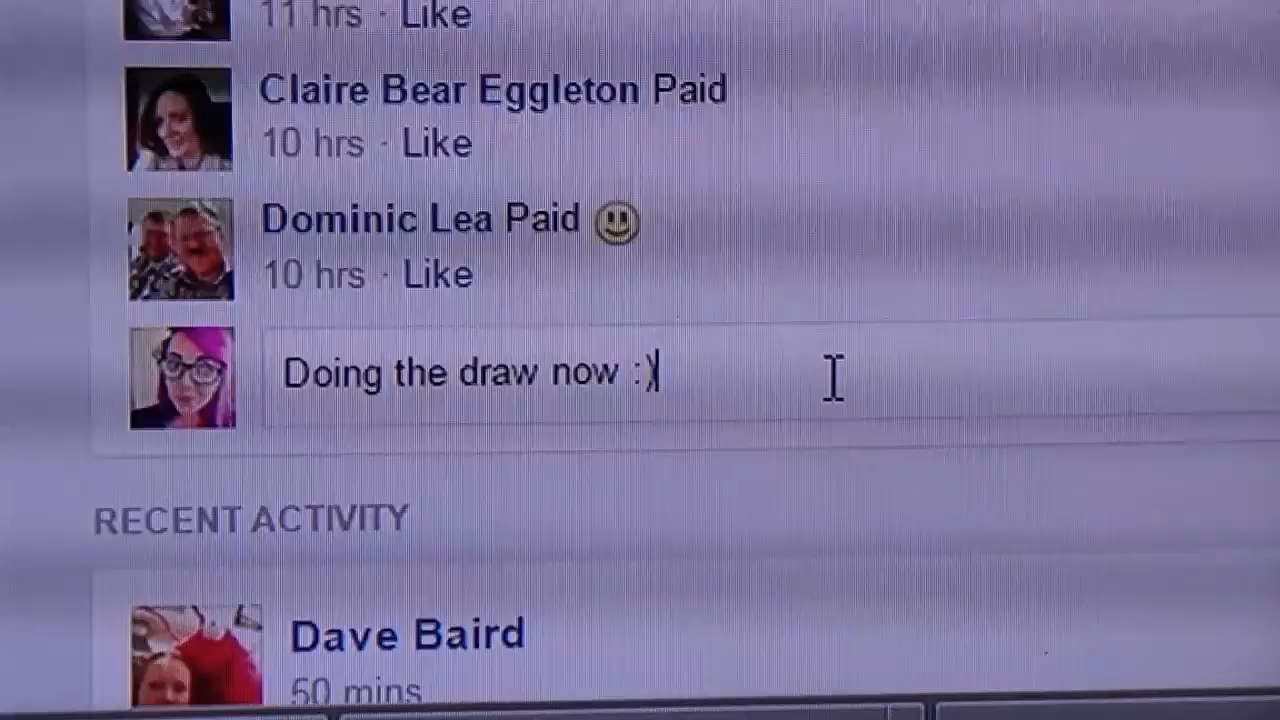 11 hrs · Like
Claire Bear Eggleton Paid
10 hrs · Like
Dominic Lea Paid
10 hrs · Like
Doing the draw now :)
RECENT ACTIVITY
Dave Baird
50 mins